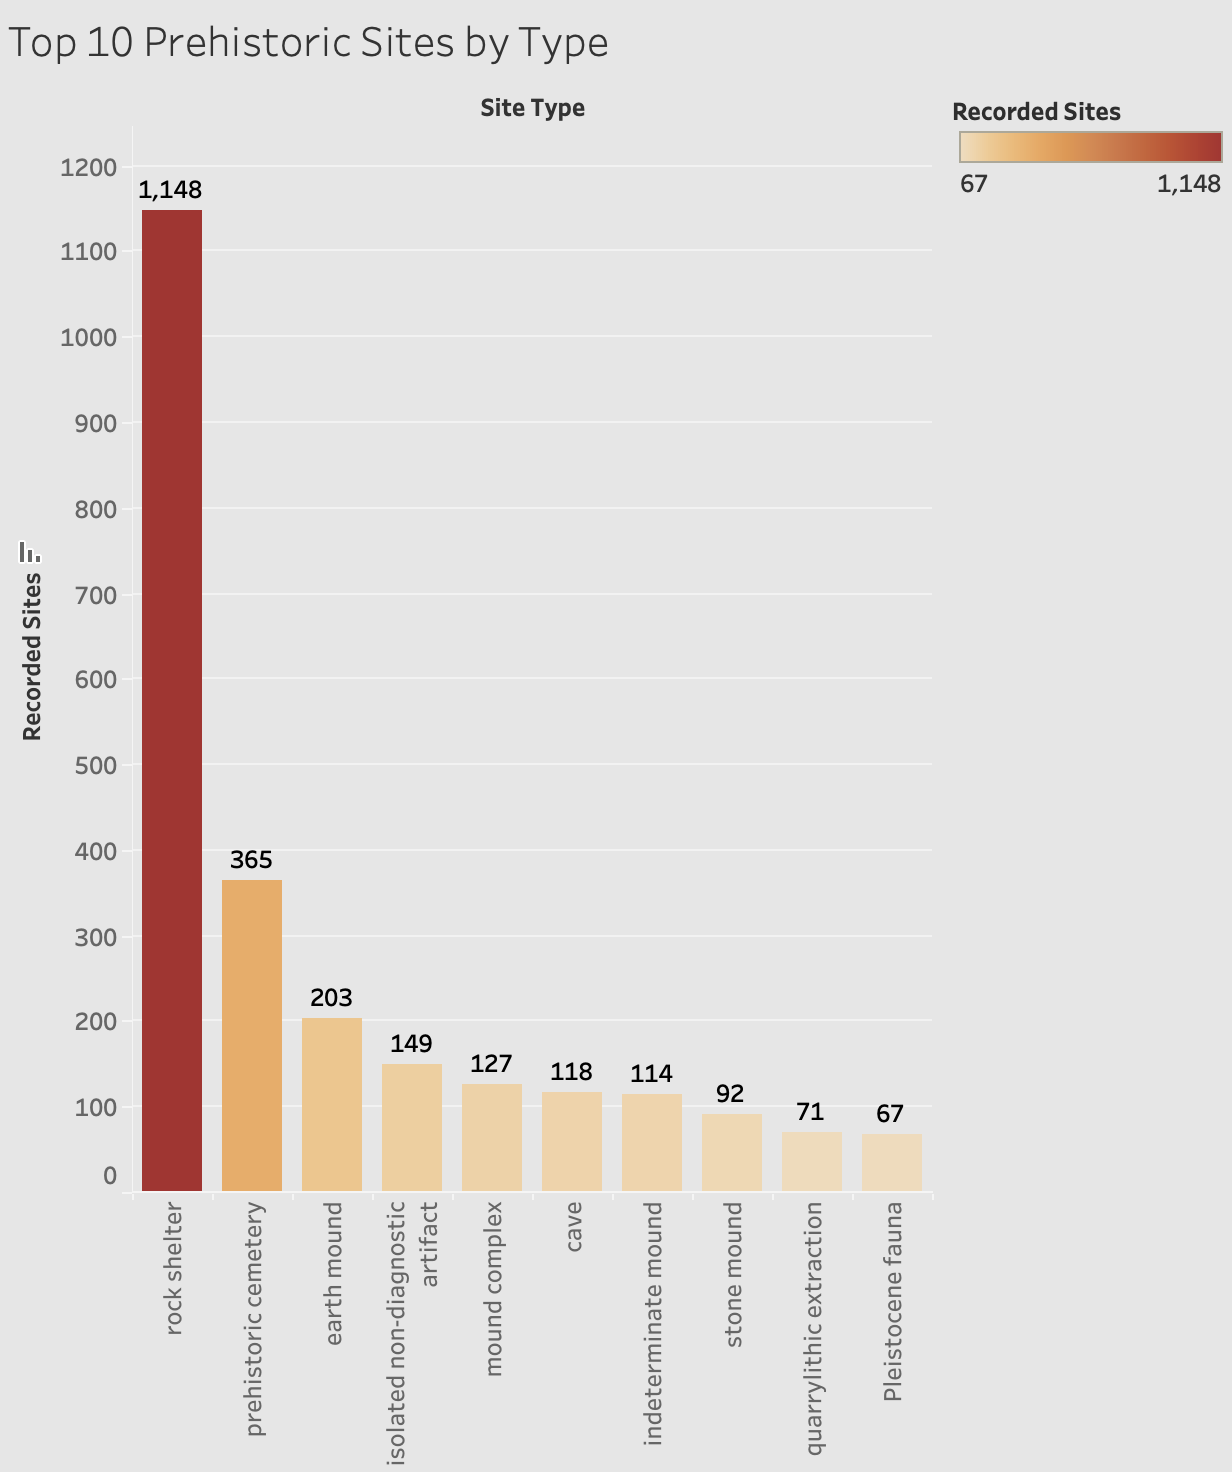 Top 10 Prehistoric Sites by Type
Site Type
Recorded Sites
67 1,148
Recorded Sites
1200
1100
1000
900
800
700
600
500
400
300
200
100
0
1,148
365
203
149
127
118
114
92
71
67
rock shelter
prehistoric cemetery
earth mound
isolated non-diagnostic
artifact
mound complex
cave
indeterminate mound
stone mound
quarrylithic extraction
Pleistocene fauna